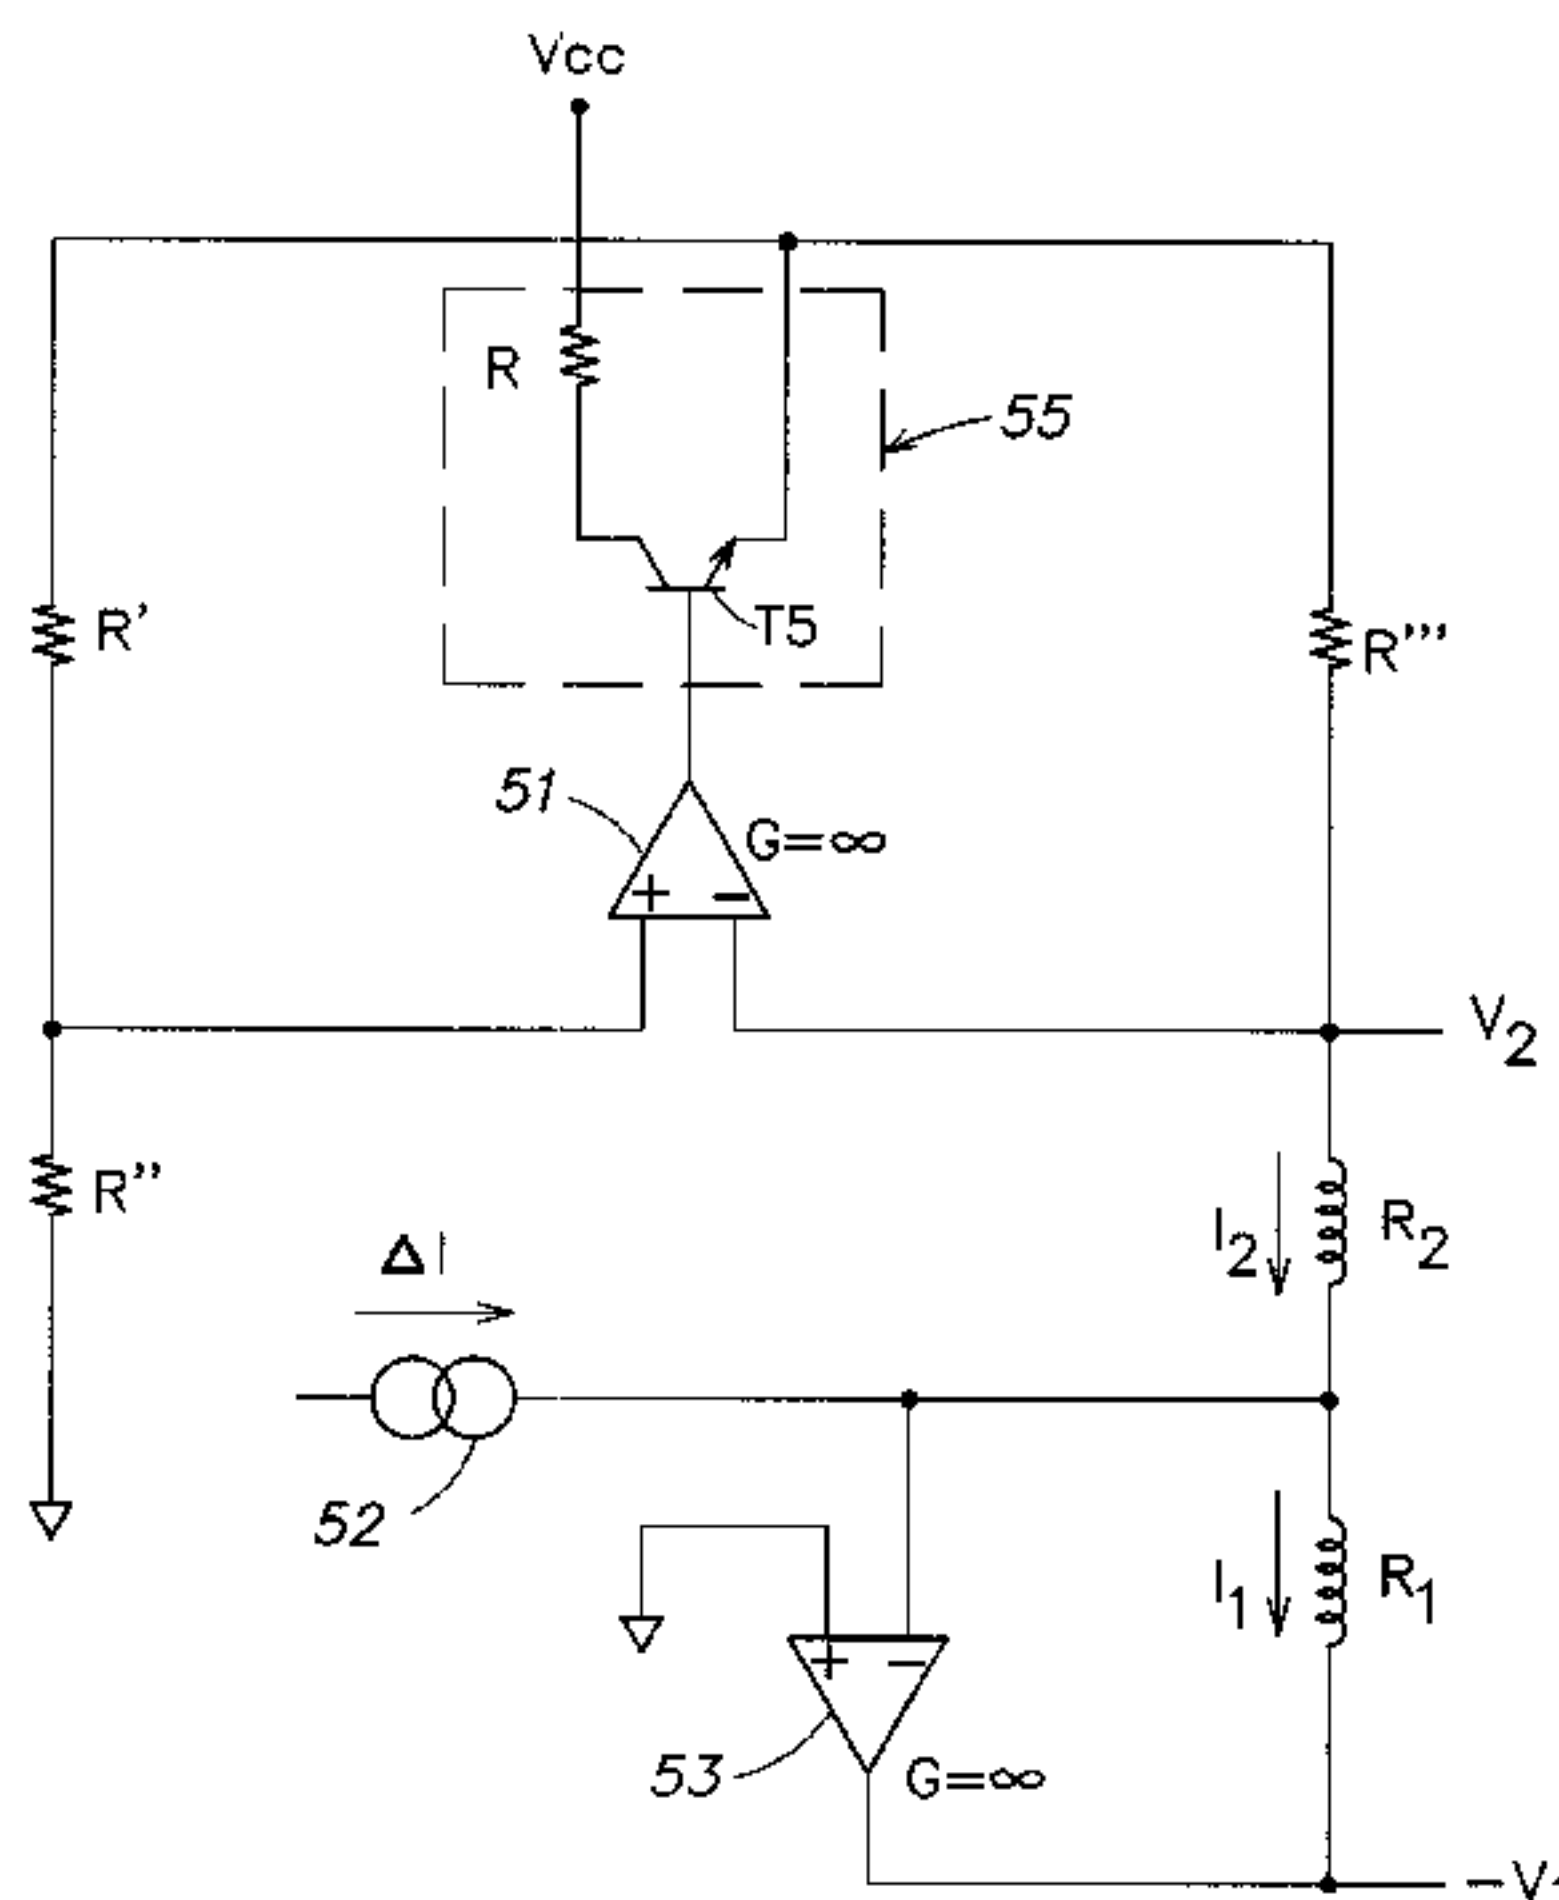 Vcc
R
55
T5
R'
R'''
51
G=∞
+ −
V2
R''
I2
R2
ΔI
52
I1
R1
+ −
53
G=∞